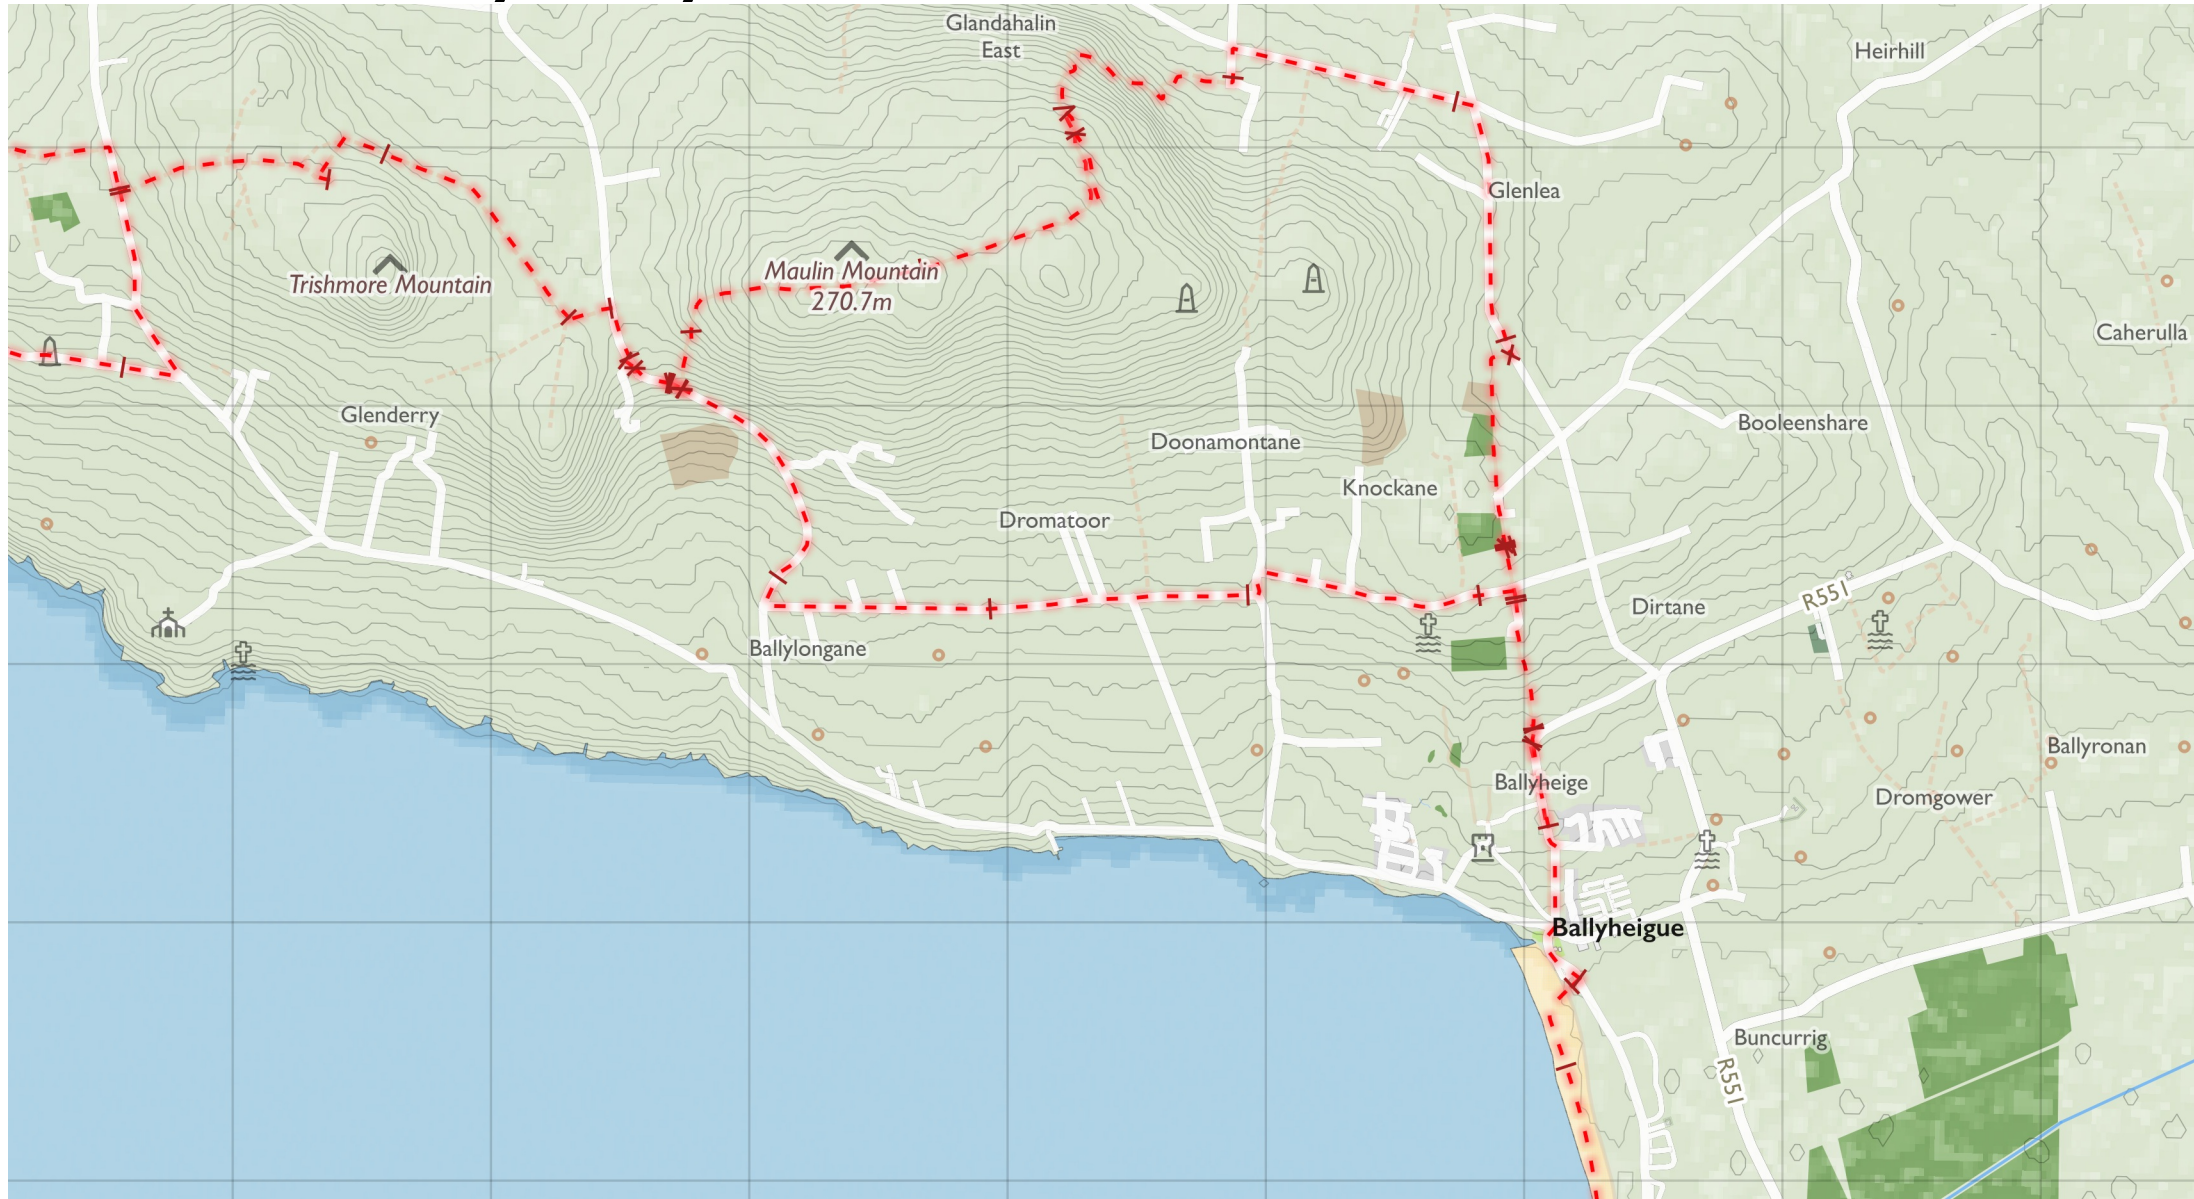 Glandahalin
East
Heirhill
Glenlea
Trishmore Mountain
Maulin Mountain
270.7m
Caherulla
Glenderry
Doonamontane
Booleenshare
Knockane
Dromatoor
R551
Dirtane
Ballylongane
Ballyronan
Ballyheige
Dromgower
Ballyheigue
Buncurrig
R551